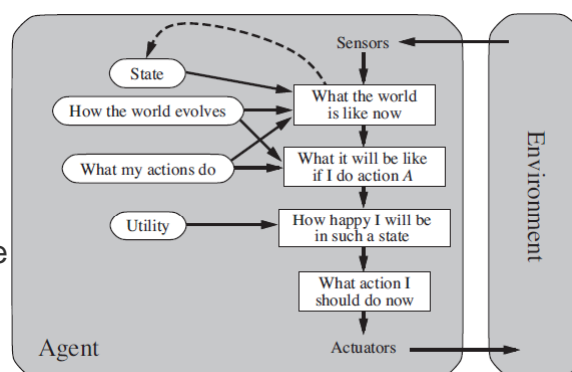 Sensors
State
What the world
is like now
How the world evolves
What it will be like
if I do action A
What my actions do
How happy I will be
in such a state
Utility
e
What action I
should do now
Agent
Actuators
Environment